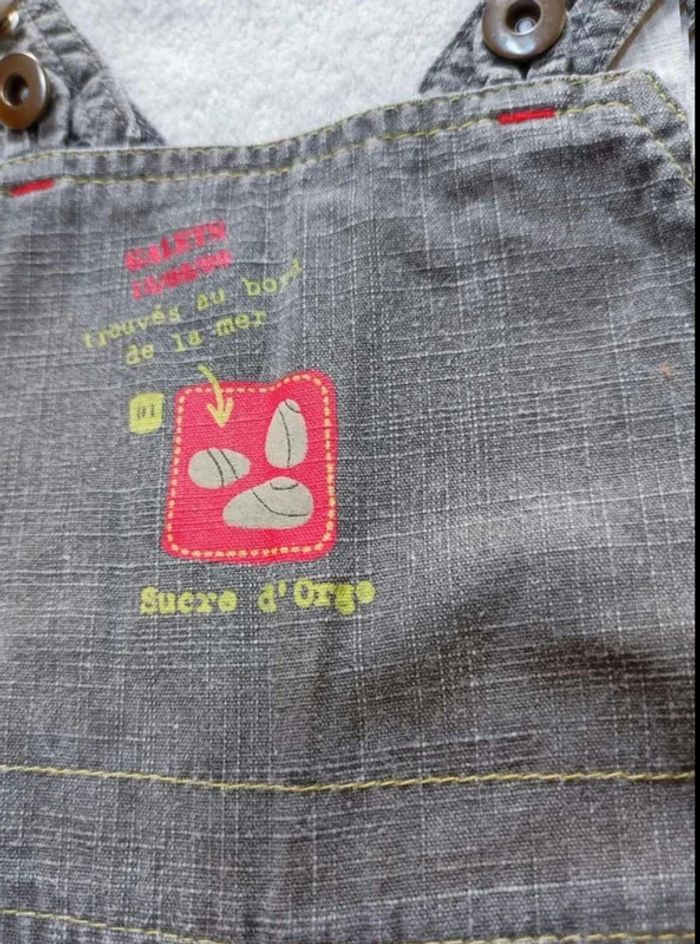 GALETS
trouvés au bord
de la mer
01
Sucre d'Orge